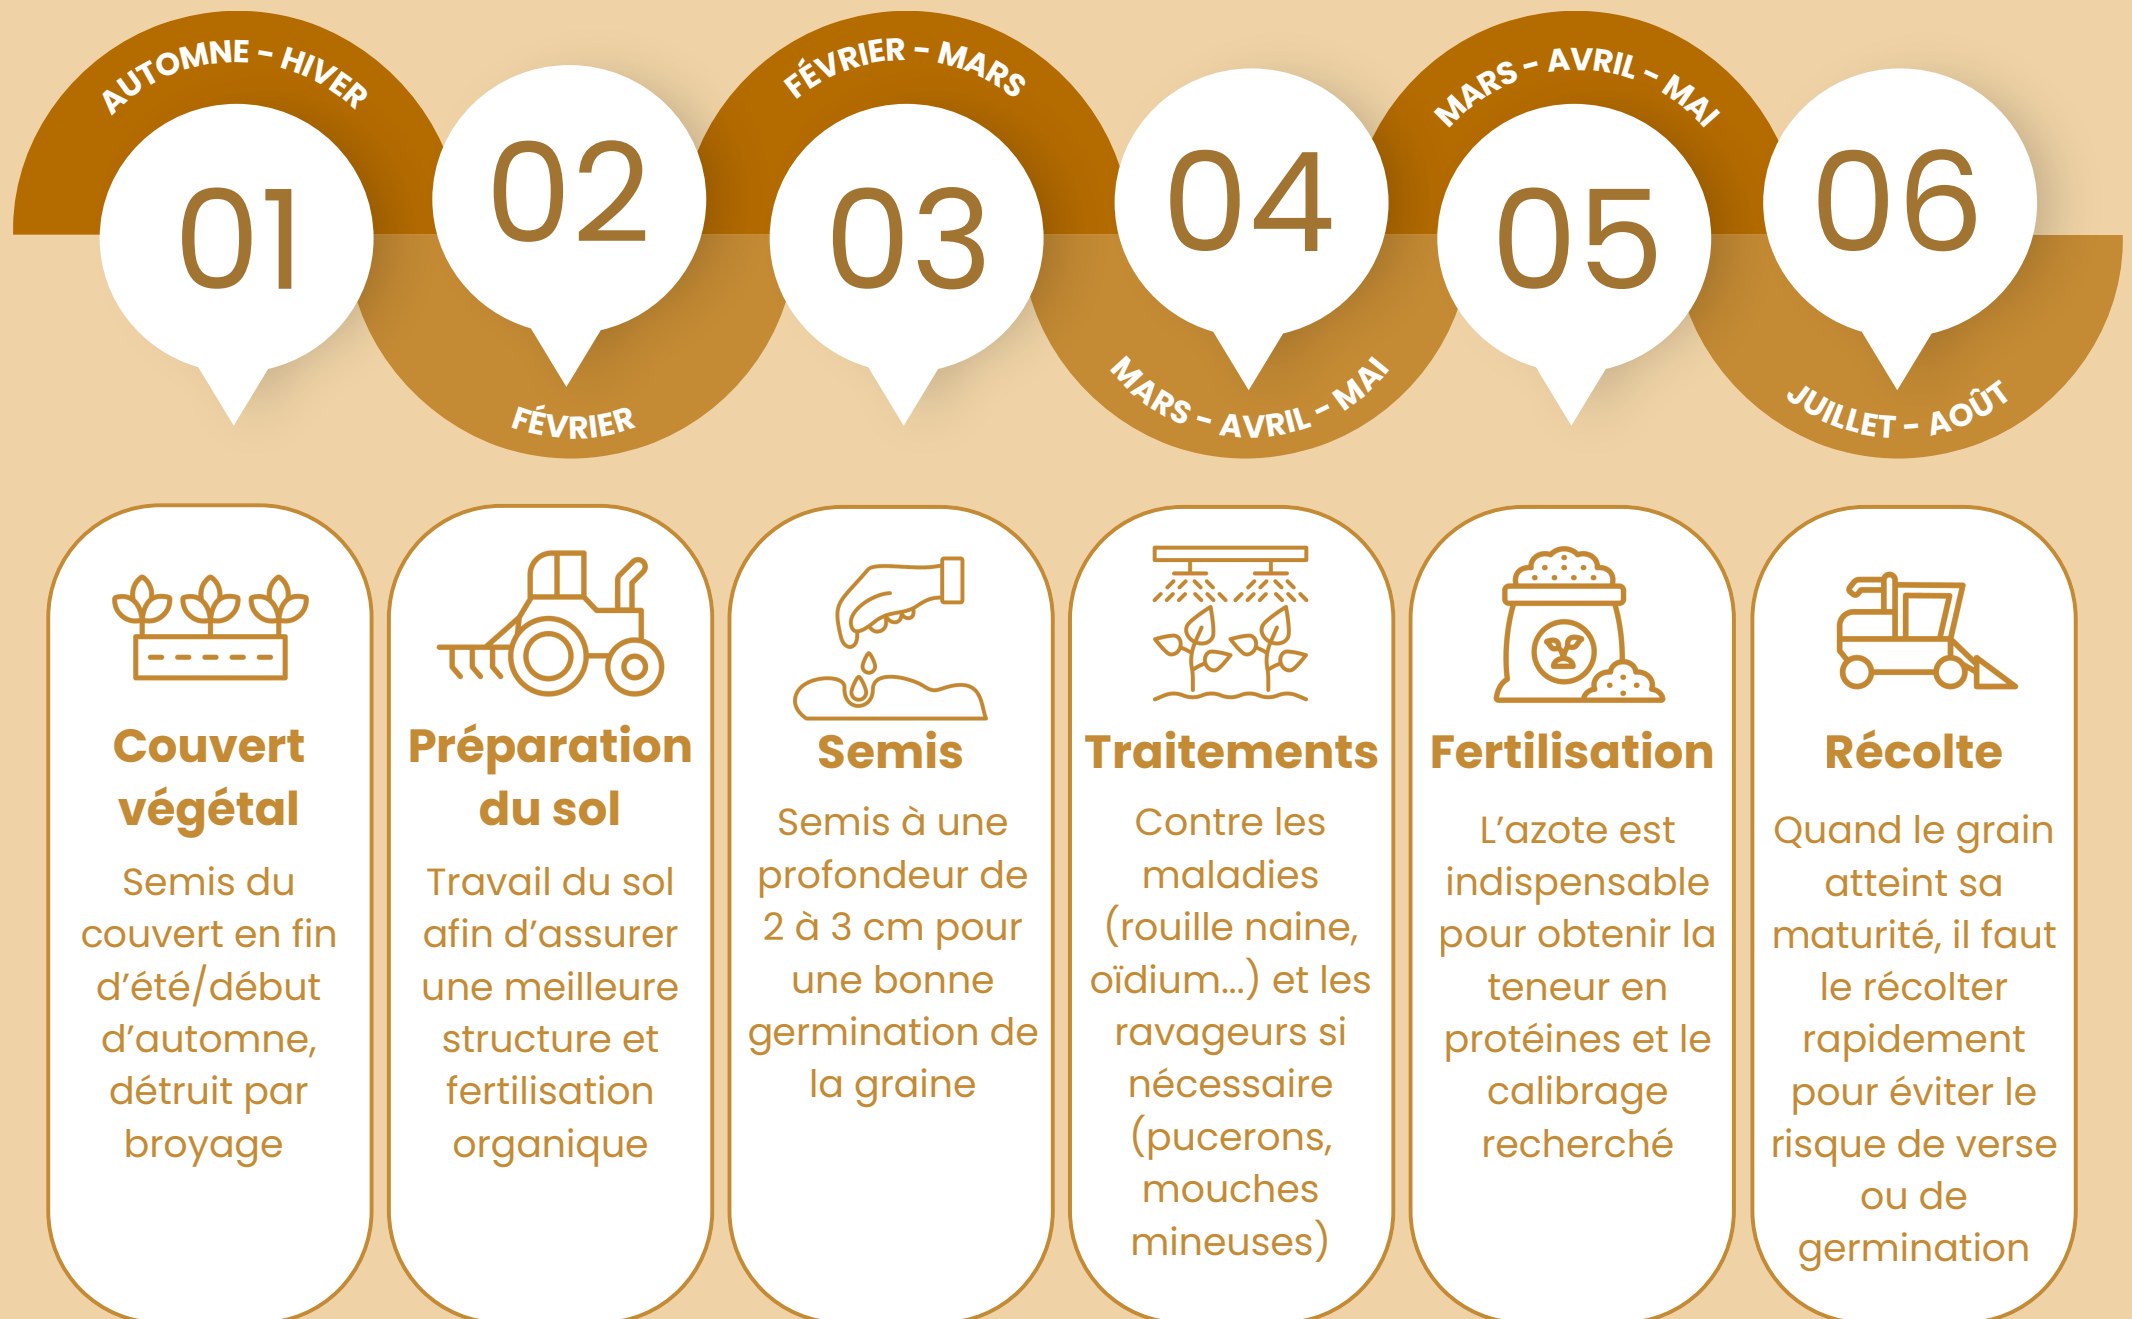 AUTOMNE - HIVER
01
FÉVRIER
02
FÉVRIER - MARS
03
MARS - AVRIL - MAI
04
MARS - AVRIL - MAI
05
JUILLET - AOÛT
06
Couvert
végétal
Semis du
couvert en fin
d'été/début
d'automne,
détruit par
broyage
Préparation
du sol
Travail du sol
afin d'assurer
une meilleure
structure et
fertilisation
organique
Semis
Semis à une
profondeur de
2 à 3 cm pour
une bonne
germination de
la graine
Traitements
Contre les
maladies
(rouille naine,
oïdium...) et les
ravageurs si
nécessaire
(pucerons,
mouches
mineuses)
Fertilisation
L'azote est
indispensable
pour obtenir la
teneur en
protéines et le
calibrage
recherché
Récolte
Quand le grain
atteint sa
maturité, il faut
le récolter
rapidement
pour éviter le
risque de verse
ou de
germination